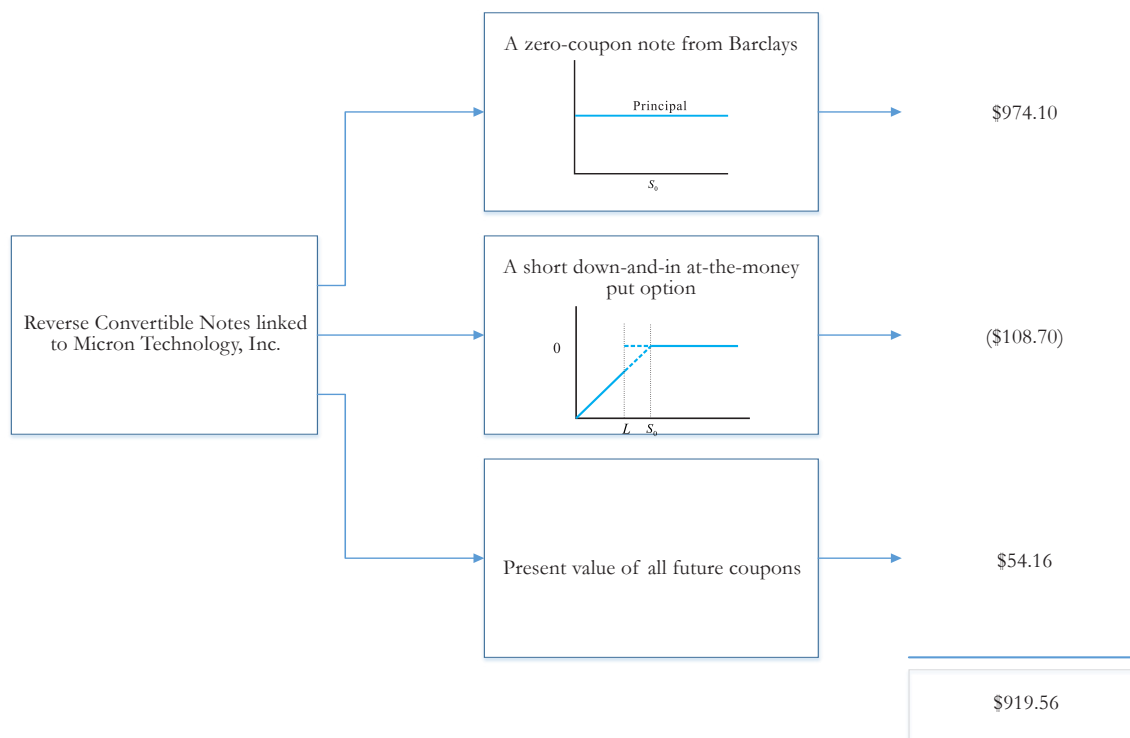 A zero-coupon note from Barclays
Principal
S₀
$974.10
Reverse Convertible Notes linked
to Micron Technology, Inc.
A short down-and-in at-the-money
put option
0
L S₀
($108.70)
Present value of all future coupons
$54.16
$919.56